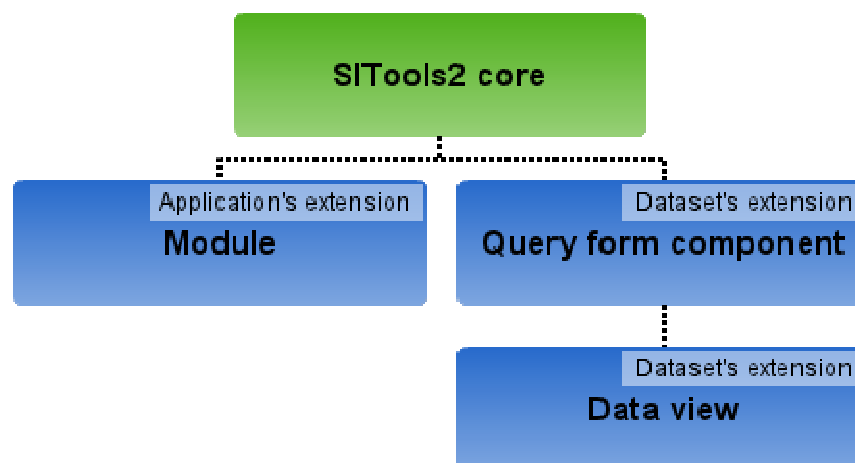 SITools2 core
Application's extension
Module
Dataset's extension
Query form component
Dataset's extension
Data view